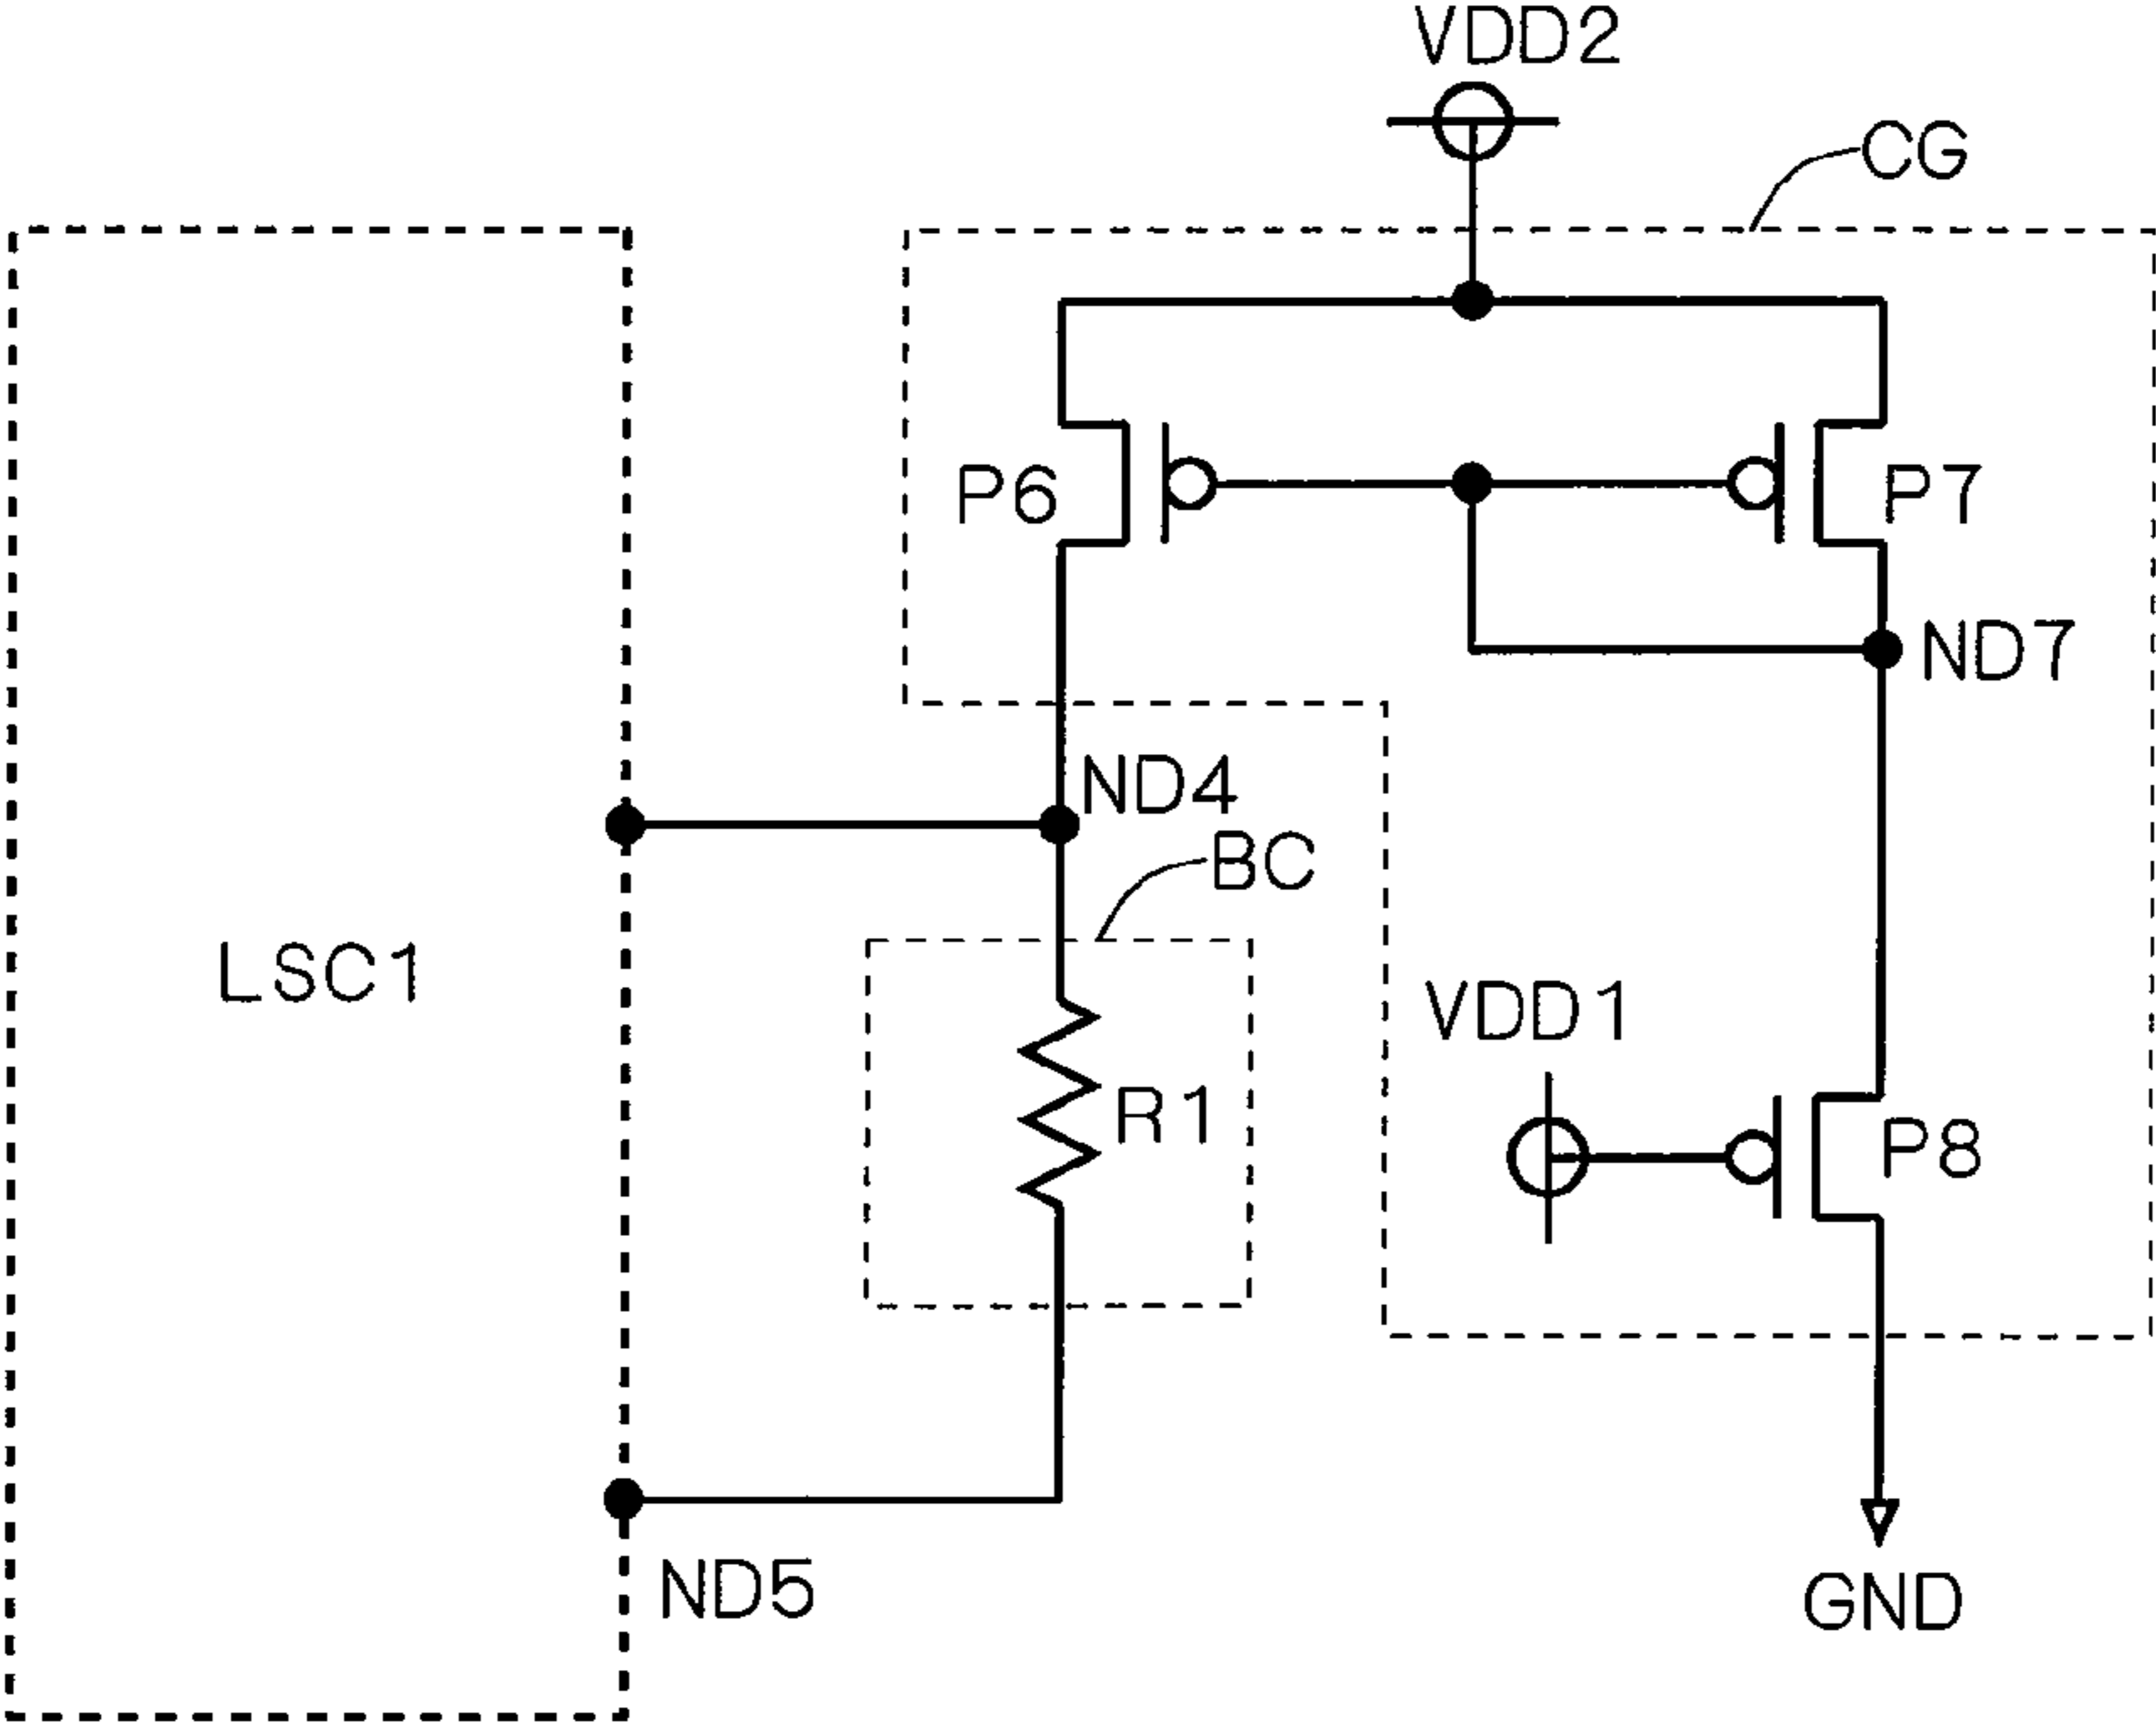 VDD2
CG
P6
P7
ND7
ND4
BC
LSC1
VDD1
R1
P8
ND5
GND